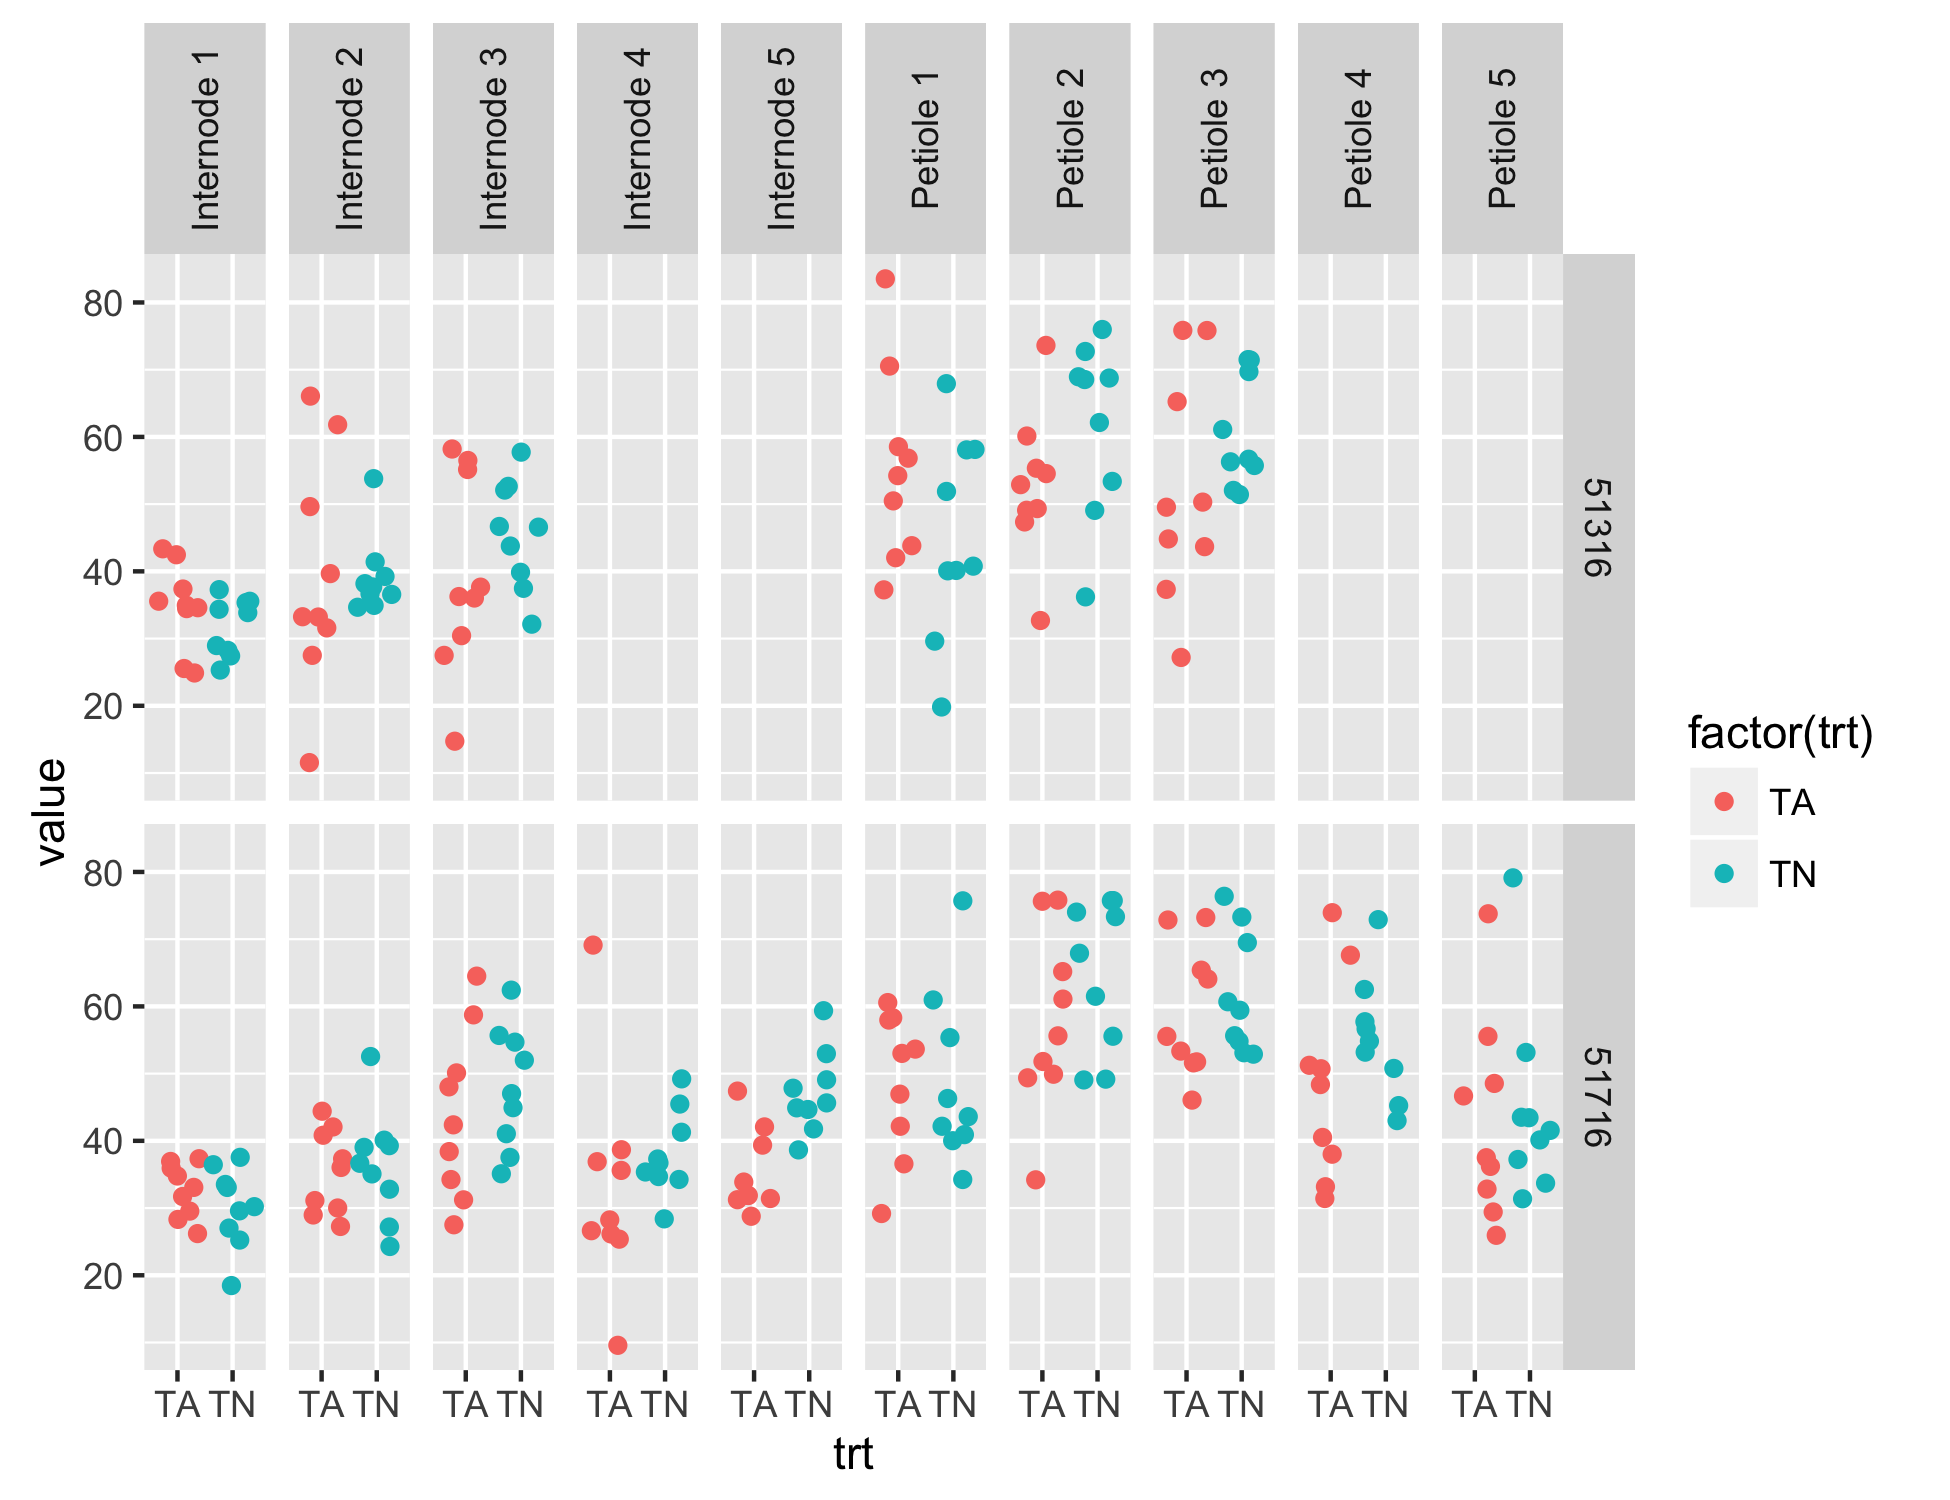 Internode 1
Internode 2
Internode 3
Internode 4
Internode 5
Petiole 1
Petiole 2
Petiole 3
Petiole 4
Petiole 5
80
60
40
20
51316
value
80
60
40
20
51716
TA TN TA TN TA TN TA TN TA TN TA TN TA TN TA TN TA TN TA TN
trt
factor(trt)
TA
TN